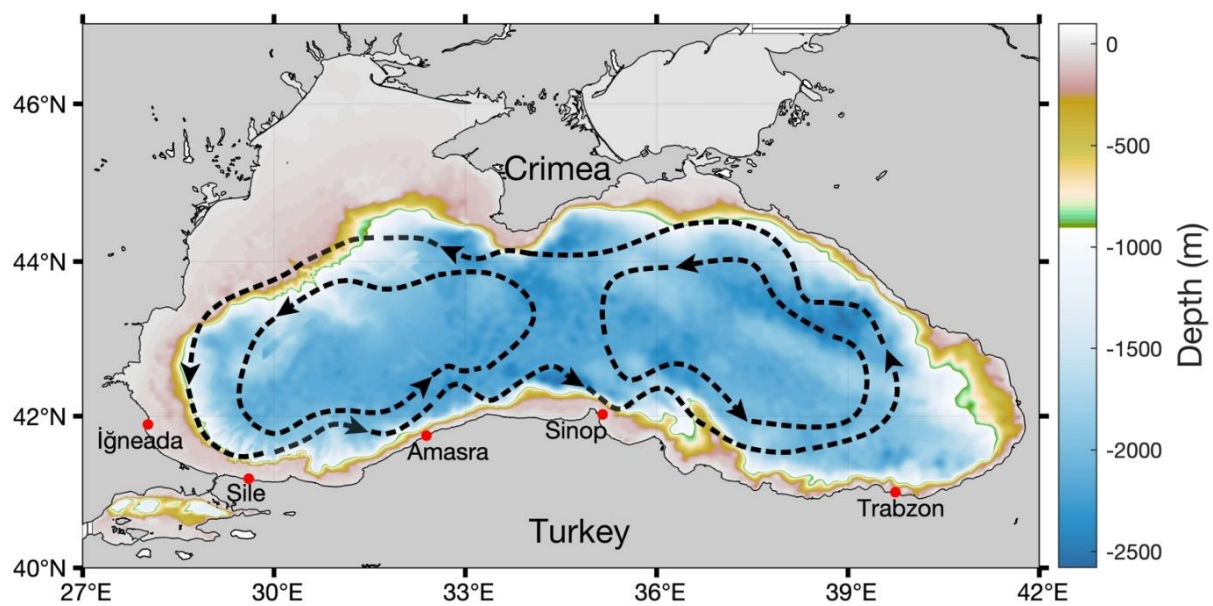 46°N
44°N
42°N
40°N
27°E
30°E
33°E
36°E
39°E
42°E
Crimea
İğneada
Şile
Amasra
Sinop
Trabzon
Turkey
0
-500
-1000
-1500
-2000
-2500
Depth (m)